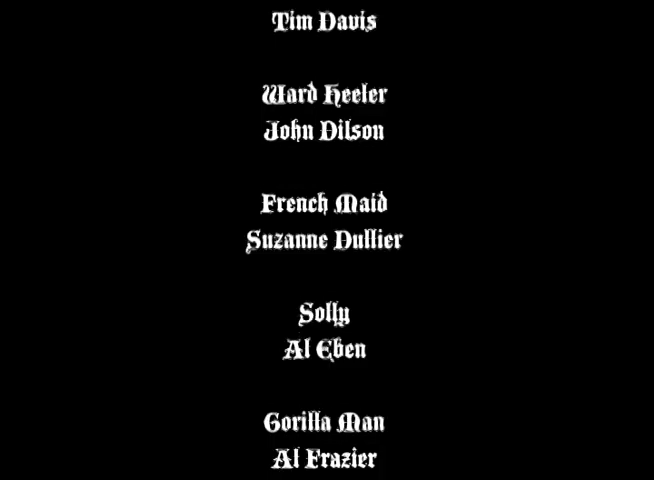 Tim Davis
Ward Heeler
John Dilson
French Maid
Suzanne Dullier
Solly
Al Eben
Gorilla Man
Al Frazier